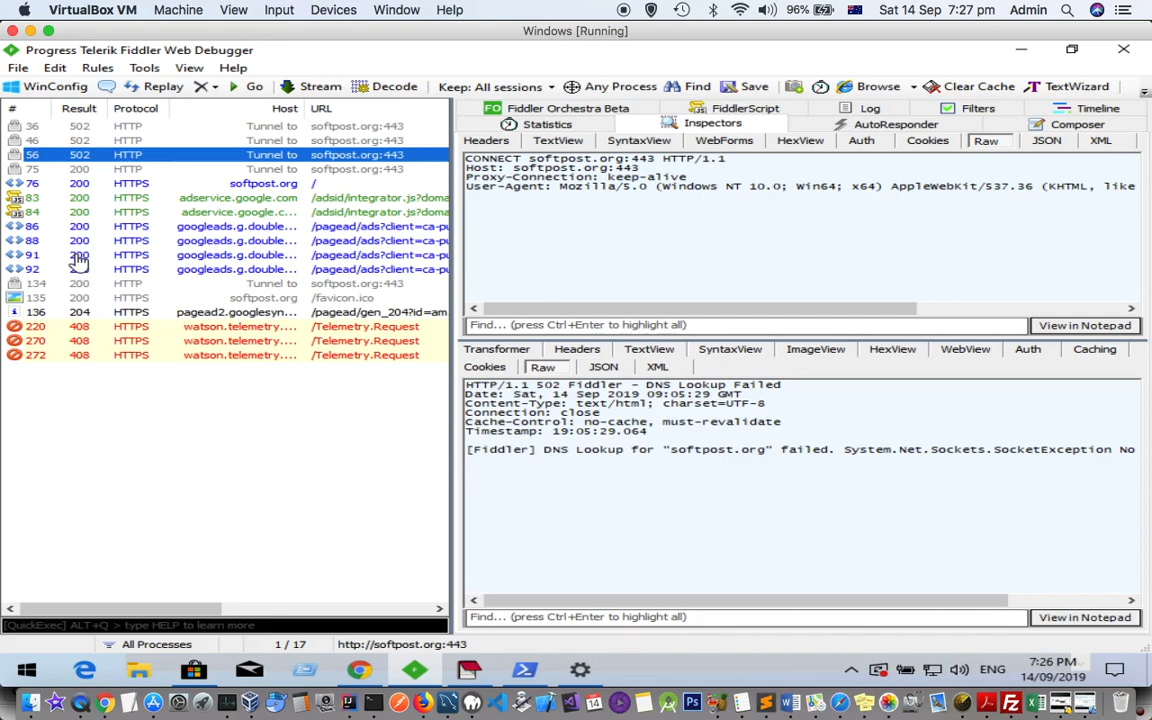 VirtualBox VM Machine View Input Devices Window Help 96% Sat 14 Sep 7:27 pm Admin
Windows [Running]
Progress Telerik Fiddler Web Debugger
File Edit Rules Tools View Help
WinConfig Replay Go Stream Decode Keep: All sessions Any Process Find Save Browse Clear Cache TextWizard
# Result Protocol Host URL
36 502 HTTP Tunnel to softpost.org:443
46 502 HTTP Tunnel to softpost.org:443
56 502 HTTP Tunnel to softpost.org:443
75 200 HTTP Tunnel to softpost.org:443
76 200 HTTPS softpost.org /
83 200 HTTPS adservice.google.com /adsid/integrator.js?doma
84 200 HTTPS adservice.google.c... /adsid/integrator.js?doma
86 200 HTTPS googleads.g.double... /pagead/ads?client=ca-pu
88 200 HTTPS googleads.g.double... /pagead/ads?client=ca-pu
91 200 HTTPS googleads.g.double... /pagead/ads?client=ca-pu
92 HTTPS googleads.g.double... /pagead/ads?client=ca-pu
134 200 HTTP Tunnel to softpost.org:443
135 200 HTTPS softpost.org /favicon.ico
136 204 HTTPS pagead2.googlesyn... /pagead/gen_204?id=am
220 408 HTTPS watson.telemetry.... /Telemetry.Request
270 408 HTTPS watson.telemetry.... /Telemetry.Request
272 408 HTTPS watson.telemetry.... /Telemetry.Request
[QuickExec] ALT+Q > type HELP to learn more
FO Fiddler Orchestra Beta FiddlerScript Log Filters Timeline
Statistics Inspectors AutoResponder Composer
Headers TextView SyntaxView WebForms HexView Auth Cookies Raw JSON XML
CONNECT softpost.org:443 HTTP/1.1
Host: softpost.org:443
Proxy-Connection: keep-alive
User-Agent: Mozilla/5.0 (Windows NT 10.0; Win64; x64) AppleWebKit/537.36 (KHTML, like
Find... (press Ctrl+Enter to highlight all) View in Notepad
Transformer Headers TextView SyntaxView ImageView HexView WebView Auth Caching
Cookies Raw JSON XML
HTTP/1.1 502 Fiddler - DNS Lookup Failed
Date: Sat, 14 Sep 2019 09:05:29 GMT
Content-Type: text/html; charset=UTF-8
Connection: close
Cache-Control: no-cache, must-revalidate
Timestamp: 19:05:29.064
[Fiddler] DNS Lookup for "softpost.org" failed. System.Net.Sockets.SocketException No
Find... (press Ctrl+Enter to highlight all) View in Notepad
All Processes 1 / 17 http://softpost.org:443
ENG 7:26 PM
14/09/2019